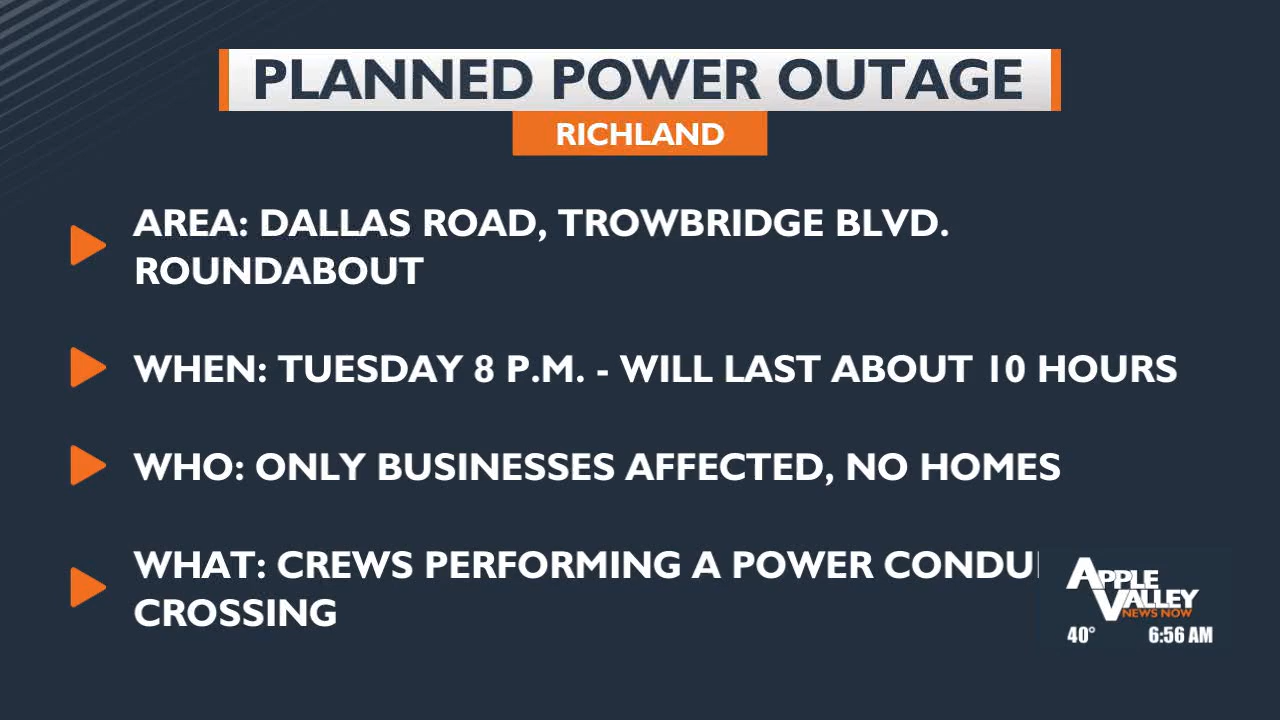 PLANNED POWER OUTAGE
RICHLAND
AREA: DALLAS ROAD, TROWBRIDGE BLVD.
ROUNDABOUT
WHEN: TUESDAY 8 P.M. - WILL LAST ABOUT 10 HOURS
WHO: ONLY BUSINESSES AFFECTED, NO HOMES
WHAT: CREWS PERFORMING A POWER
CROSSING
APPLE
VALLEY
NEWS NOW
40° 6:56 AM